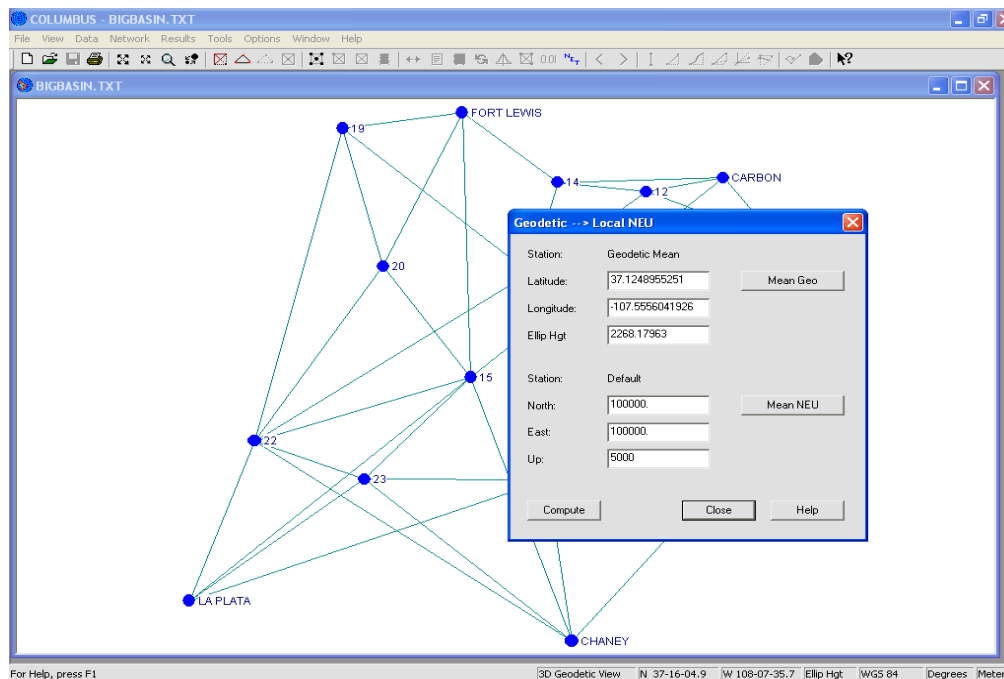 COLUMBUS - BIGBASIN.TXT
File View Data Network Results Tools Options Window Help
0.01
BIGBASIN.TXT
FORT LEWIS
19
14
CARBON
12
Geodetic --> Local NEU
Station: Geodetic Mean
Latitude: 37.1248955251 Mean Geo
Longitude: -107.5556041926
Ellip Hgt 2268.17963
20
Station: Default
15
North: 100000. Mean NEU
East: 100000.
22
Up: 5000
23
Compute Close Help
LA PLATA
CHANEY
For Help, press F1 3D Geodetic View N 37-16-04.9 W 108-07-35.7 Ellip Hgt WGS 84 Degrees Meter